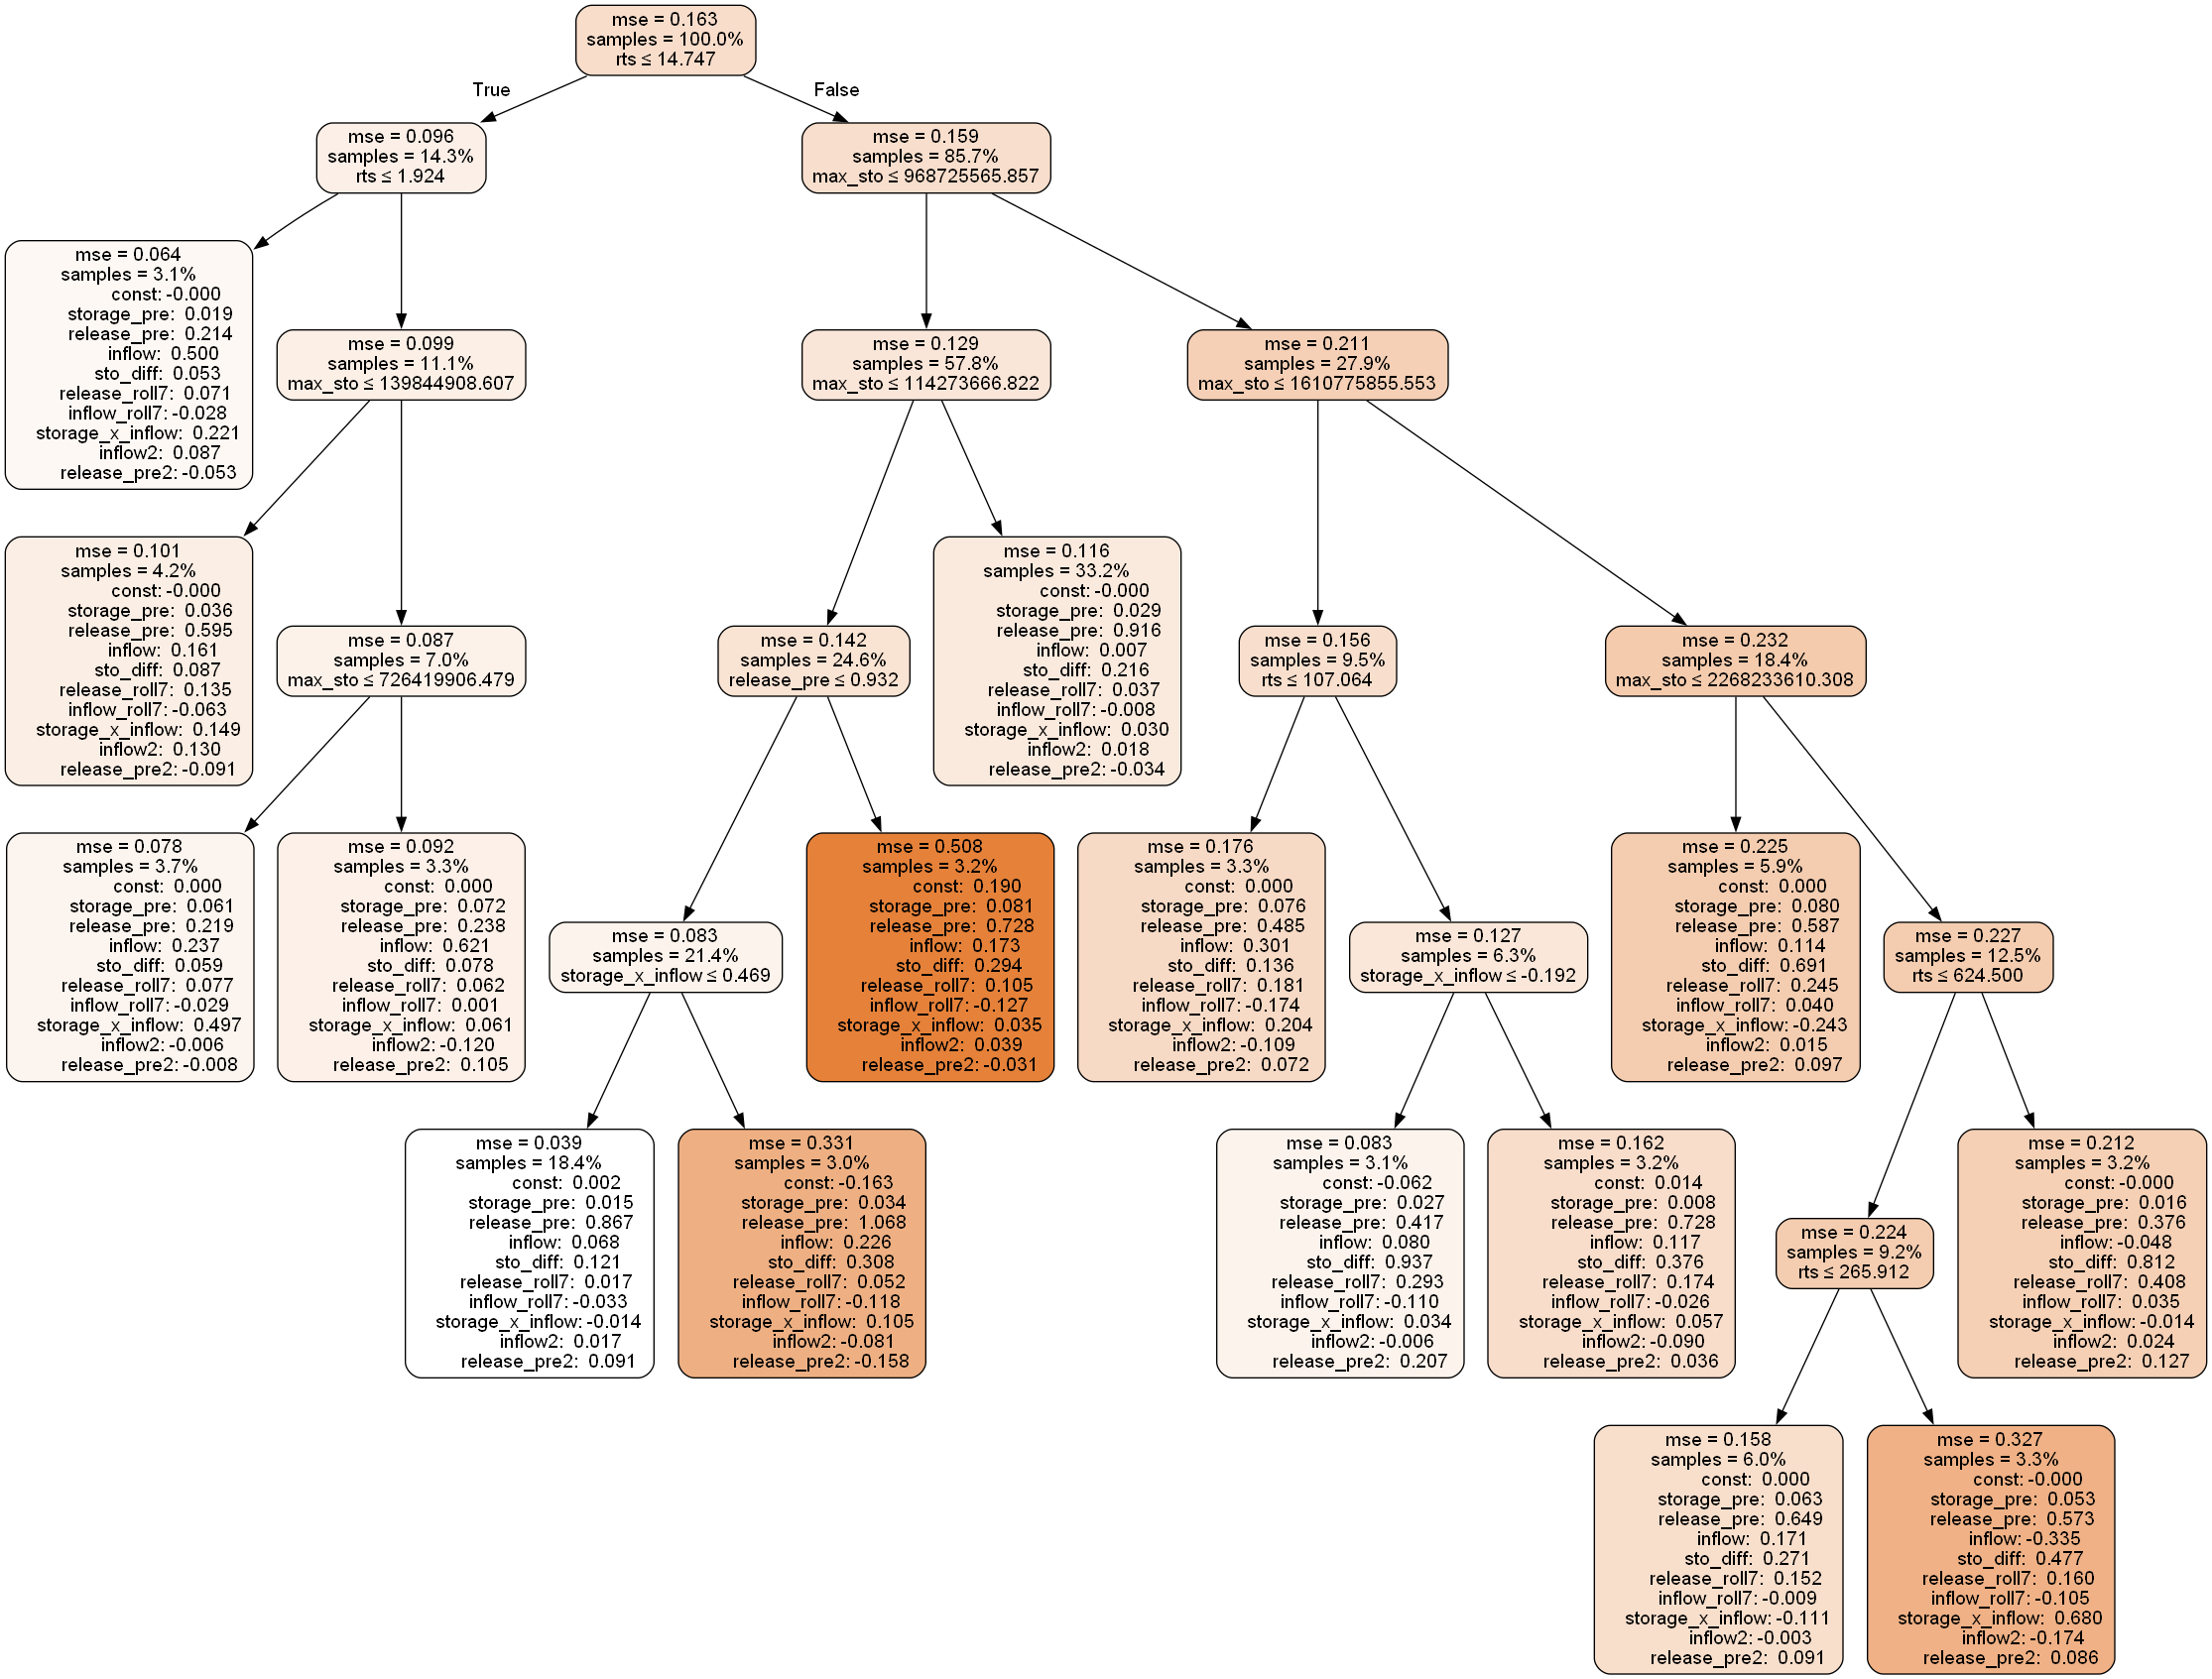 mse = 0.163
samples = 100.0%
rts ≤ 14.747
True
False
mse = 0.096
samples = 14.3%
rts ≤ 1.924
mse = 0.159
samples = 85.7%
max_sto ≤ 968725565.857
mse = 0.064
samples = 3.1%
const: -0.000
storage_pre: 0.019
release_pre: 0.214
inflow: 0.500
sto_diff: 0.053
release_roll7: 0.071
inflow_roll7: -0.028
storage_x_inflow: 0.221
inflow2: 0.087
release_pre2: -0.053
mse = 0.099
samples = 11.1%
max_sto ≤ 139844908.607
mse = 0.129
samples = 57.8%
max_sto ≤ 114273666.822
mse = 0.211
samples = 27.9%
max_sto ≤ 1610775855.553
mse = 0.101
samples = 4.2%
const: -0.000
storage_pre: 0.036
release_pre: 0.595
inflow: 0.161
sto_diff: 0.087
release_roll7: 0.135
inflow_roll7: -0.063
storage_x_inflow: 0.149
inflow2: 0.130
release_pre2: -0.091
mse = 0.087
samples = 7.0%
max_sto ≤ 726419906.479
mse = 0.142
samples = 24.6%
release_pre ≤ 0.932
mse = 0.116
samples = 33.2%
const: -0.000
storage_pre: 0.029
release_pre: 0.916
inflow: 0.007
sto_diff: 0.216
release_roll7: 0.037
inflow_roll7: -0.008
storage_x_inflow: 0.030
inflow2: 0.018
release_pre2: -0.034
mse = 0.156
samples = 9.5%
rts ≤ 107.064
mse = 0.232
samples = 18.4%
max_sto ≤ 2268233610.308
mse = 0.078
samples = 3.7%
const: 0.000
storage_pre: 0.061
release_pre: 0.219
inflow: 0.237
sto_diff: 0.059
release_roll7: 0.077
inflow_roll7: -0.029
storage_x_inflow: 0.497
inflow2: -0.006
release_pre2: -0.008
mse = 0.092
samples = 3.3%
const: 0.000
storage_pre: 0.072
release_pre: 0.238
inflow: 0.621
sto_diff: 0.078
release_roll7: 0.062
inflow_roll7: 0.001
storage_x_inflow: 0.061
inflow2: -0.120
release_pre2: 0.105
mse = 0.083
samples = 21.4%
storage_x_inflow ≤ 0.469
mse = 0.508
samples = 3.2%
const: 0.190
storage_pre: 0.081
release_pre: 0.728
inflow: 0.173
sto_diff: 0.294
release_roll7: 0.105
inflow_roll7: -0.127
storage_x_inflow: 0.035
inflow2: 0.039
release_pre2: -0.031
mse = 0.176
samples = 3.3%
const: 0.000
storage_pre: 0.076
release_pre: 0.485
inflow: 0.301
sto_diff: 0.136
release_roll7: 0.181
inflow_roll7: -0.174
storage_x_inflow: 0.204
inflow2: -0.109
release_pre2: 0.072
mse = 0.127
samples = 6.3%
storage_x_inflow ≤ -0.192
mse = 0.225
samples = 5.9%
const: 0.000
storage_pre: 0.080
release_pre: 0.587
inflow: 0.114
sto_diff: 0.691
release_roll7: 0.245
inflow_roll7: 0.040
storage_x_inflow: -0.243
inflow2: 0.015
release_pre2: 0.097
mse = 0.227
samples = 12.5%
rts ≤ 624.500
mse = 0.039
samples = 18.4%
const: 0.002
storage_pre: 0.015
release_pre: 0.867
inflow: 0.068
sto_diff: 0.121
release_roll7: 0.017
inflow_roll7: -0.033
storage_x_inflow: -0.014
inflow2: 0.017
release_pre2: 0.091
mse = 0.331
samples = 3.0%
const: -0.163
storage_pre: 0.034
release_pre: 1.068
inflow: 0.226
sto_diff: 0.308
release_roll7: 0.052
inflow_roll7: -0.118
storage_x_inflow: 0.105
inflow2: -0.081
release_pre2: -0.158
mse = 0.083
samples = 3.1%
const: -0.062
storage_pre: 0.027
release_pre: 0.417
inflow: 0.080
sto_diff: 0.937
release_roll7: 0.293
inflow_roll7: -0.110
storage_x_inflow: 0.034
inflow2: -0.006
release_pre2: 0.207
mse = 0.162
samples = 3.2%
const: 0.014
storage_pre: 0.008
release_pre: 0.728
inflow: 0.117
sto_diff: 0.376
release_roll7: 0.174
inflow_roll7: -0.026
storage_x_inflow: 0.057
inflow2: -0.090
release_pre2: 0.036
mse = 0.224
samples = 9.2%
rts ≤ 265.912
mse = 0.212
samples = 3.2%
const: -0.000
storage_pre: 0.016
release_pre: 0.376
inflow: -0.048
sto_diff: 0.812
release_roll7: 0.408
inflow_roll7: 0.035
storage_x_inflow: -0.014
inflow2: 0.024
release_pre2: 0.127
mse = 0.158
samples = 6.0%
const: 0.000
storage_pre: 0.063
release_pre: 0.649
inflow: 0.171
sto_diff: 0.271
release_roll7: 0.152
inflow_roll7: -0.009
storage_x_inflow: -0.111
inflow2: -0.003
release_pre2: 0.091
mse = 0.327
samples = 3.3%
const: -0.000
storage_pre: 0.053
release_pre: 0.573
inflow: -0.335
sto_diff: 0.477
release_roll7: 0.160
inflow_roll7: -0.105
storage_x_inflow: 0.680
inflow2: -0.174
release_pre2: 0.086